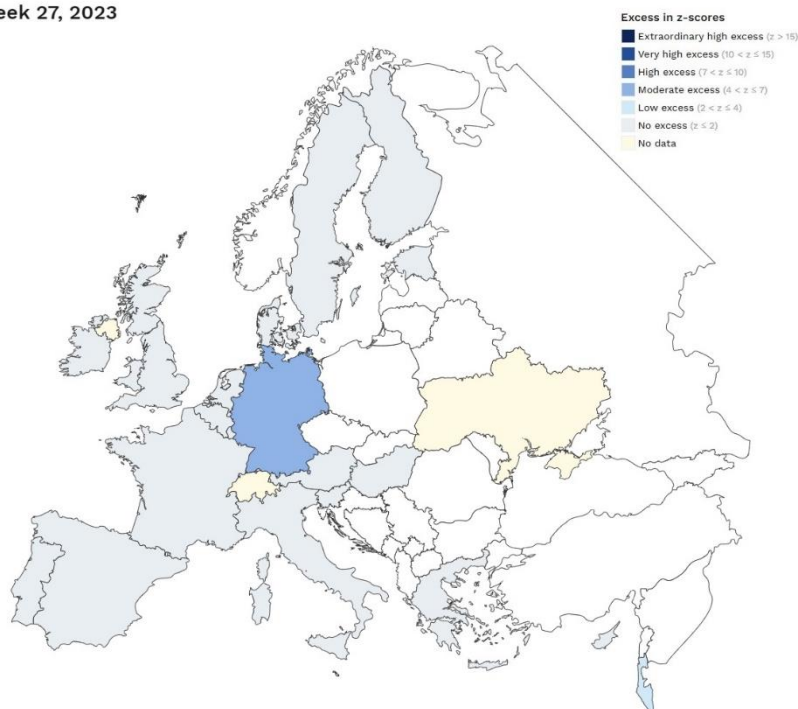 eek 27, 2023
Excess in z-scores
Extraordinary high excess (z > 15)
Very high excess (10 < z ≤ 15)
High excess (7 < z ≤ 10)
Moderate excess (4 < z ≤ 7)
Low excess (2 < z ≤ 4)
No excess (z ≤ 2)
No data